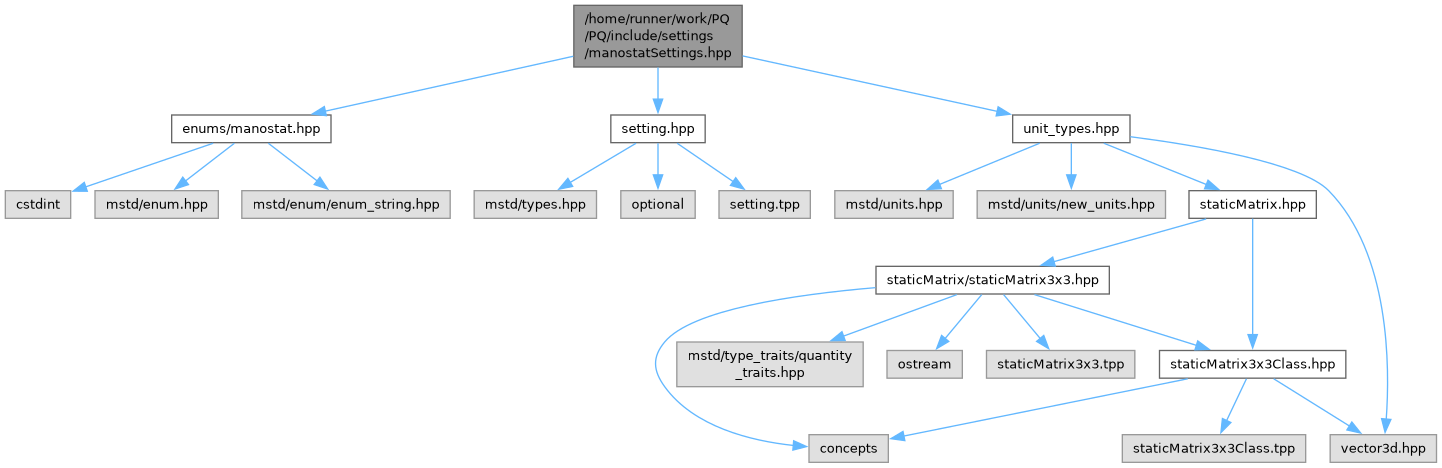 /home/runner/work/PQ
/PQ/include/settings
/manostatSettings.hpp
enums/manostat.hpp
setting.hpp
unit_types.hpp
cstdint
mstd/enum.hpp
mstd/enum/enum_string.hpp
mstd/types.hpp
optional
setting.tpp
mstd/units.hpp
mstd/units/new_units.hpp
staticMatrix.hpp
staticMatrix/staticMatrix3x3.hpp
mstd/type_traits/quantity
_traits.hpp
ostream
staticMatrix3x3.tpp
staticMatrix3x3Class.hpp
concepts
staticMatrix3x3Class.tpp
vector3d.hpp